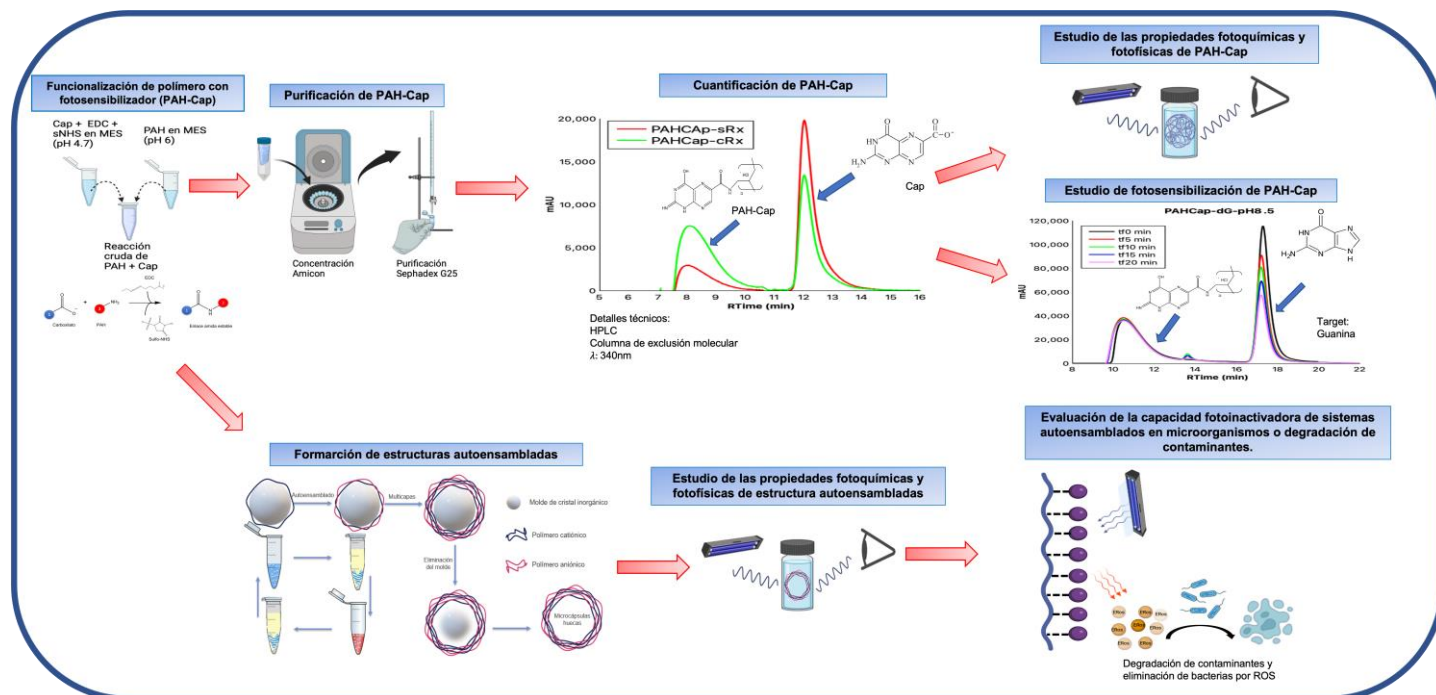 Funcionalización de polímero con
fotosensibilizador (PAH-Cap)
Cap + EDC +
sNHS en MES
(pH 4.7)
PAH en MES
(pH 6)
Reacción
cruda de
PAH + Cap
EDC
Carboxilato
Sulfo-NHS
Purificación de PAH-Cap
Concentración
Amicon
Purificación
Sephadex G25
Cuantificación de PAH-Cap
20,000
15,000
10,000
5,000
0
mAU
PAHCAp-sRx
PAHCap-cRx
PAH-Cap
Cap
5 6 7 8 9 10 11 12 13 14 15 16
RTime (min)
Detalles técnicos:
HPLC
Columna de exclusión molecular
λ: 340nm
Estudio de las propiedades fotoquímicas y
fotofísicas de PAH-Cap
Estudio de fotosensibilización de PAH-Cap
PAHCap-dG-pH8.5
120,000
100,000
80,000
60,000
40,000
20,000
0
mAU
tf0 min
tf5 min
tf10 min
tf15 min
tf20 min
8 10 12 14 16 18 20 22
RTime (min)
Target:
Guanina
Formarción de estructuras autoensambladas
Autoensamblado
Multicapas
Molde de cristal inorgánico
Polímero catiónico
Polímero aniónico
Eliminación
del molde
Microcápsulas
huecas
Estudio de las propiedades fotoquímicas y
fotofísicas de estructura autoensambladas
Evaluación de la capacidad fotoinactivadora de sistemas
autoensamblados en microorganismos o degradación de
contaminantes.
Degradación de contaminantes y
eliminación de bacterias por ROS